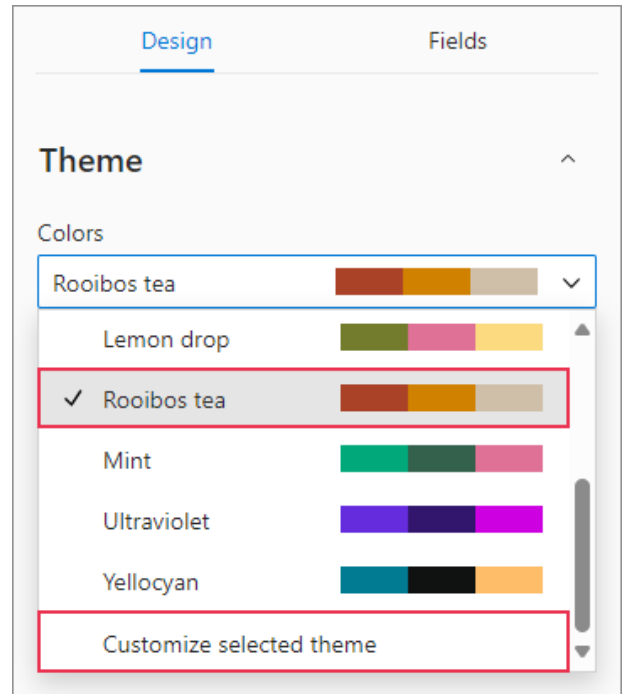 Design Fields
Theme
Colors
Rooibos tea
Lemon drop
Rooibos tea
Mint
Ultraviolet
Yellocyan
Customize selected theme